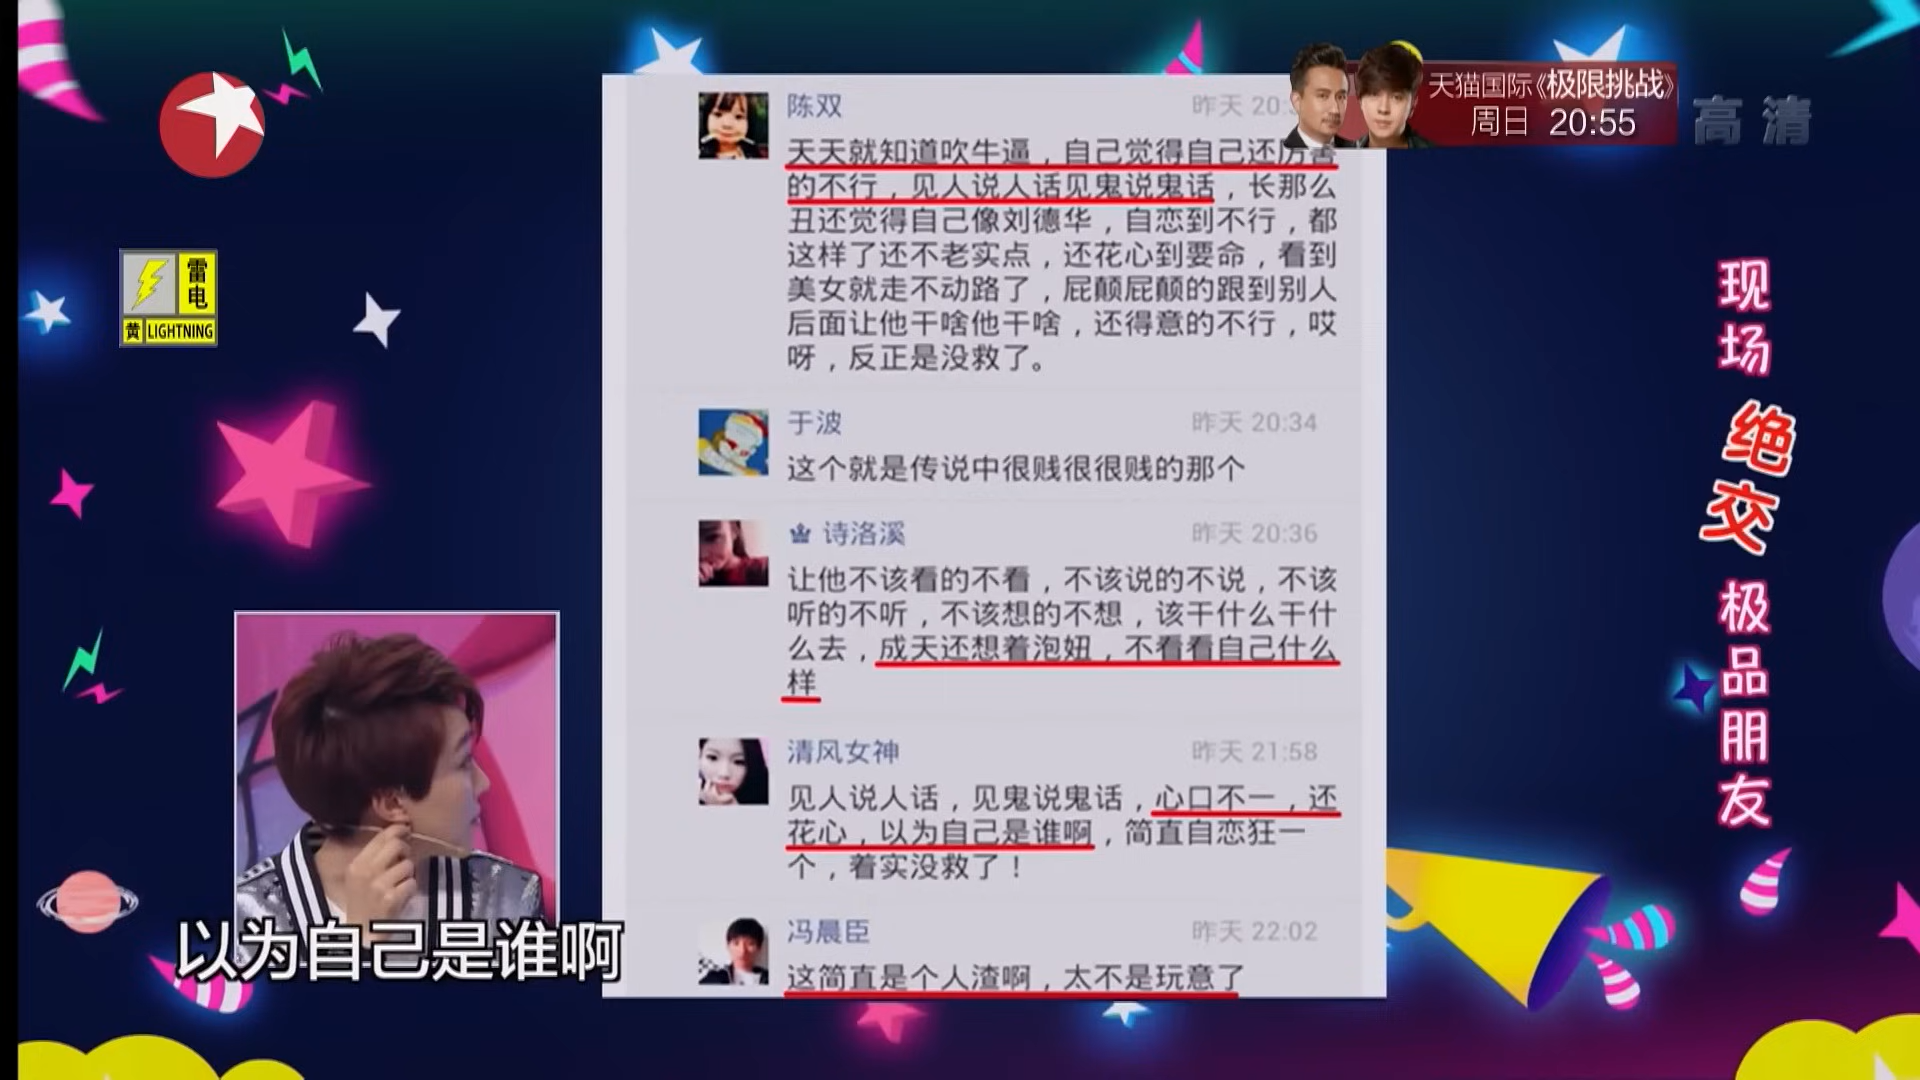 天猫国际《极限挑战》
周日 20:55
高清
雷电
黄 LIGHTNING
陈双 昨天 20:
天天就知道吹牛逼，自己觉得自己还厉害
的不行，见人说人话见鬼说鬼话，长那么
丑还觉得自己像刘德华，自恋到不行，都
这样了还不老实点，还花心到要命，看到
美女就走不动路了，屁颠屁颠的跟到别人
后面让他干啥他干啥，还得意的不行，哎
呀，反正是没救了。
于波 昨天 20:34
这个就是传说中很贱很很贱的那个
诗洛溪 昨天 20:36
让他不该看的不看，不该说的不说，不该
听的不听，不该想的不想，该干什么干什
么去，成天还想着泡妞，不看看自己什么
样
清风女神 昨天 21:58
见人说人话，见鬼说鬼话，心口不一，还
花心，以为自己是谁啊，简直自恋狂一
个，着实没救了！
冯晨臣 昨天 22:02
这简直是个人渣啊，太不是玩意了
现场绝交极品朋友
以为自己是谁啊